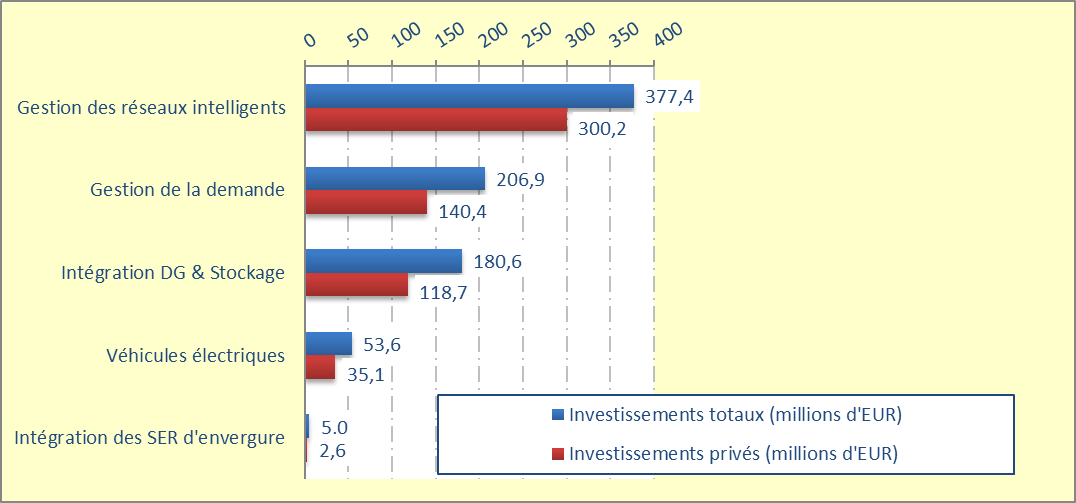 0 50 100 150 200 250 300 350 400
Gestion des réseaux intelligents
377,4
300,2
Gestion de la demande
206,9
140,4
Intégration DG & Stockage
180,6
118,7
Véhicules électriques
53,6
35,1
Intégration des SER d'envergure
5.0
2,6
Investissements totaux (millions d'EUR)
Investissements privés (millions d'EUR)